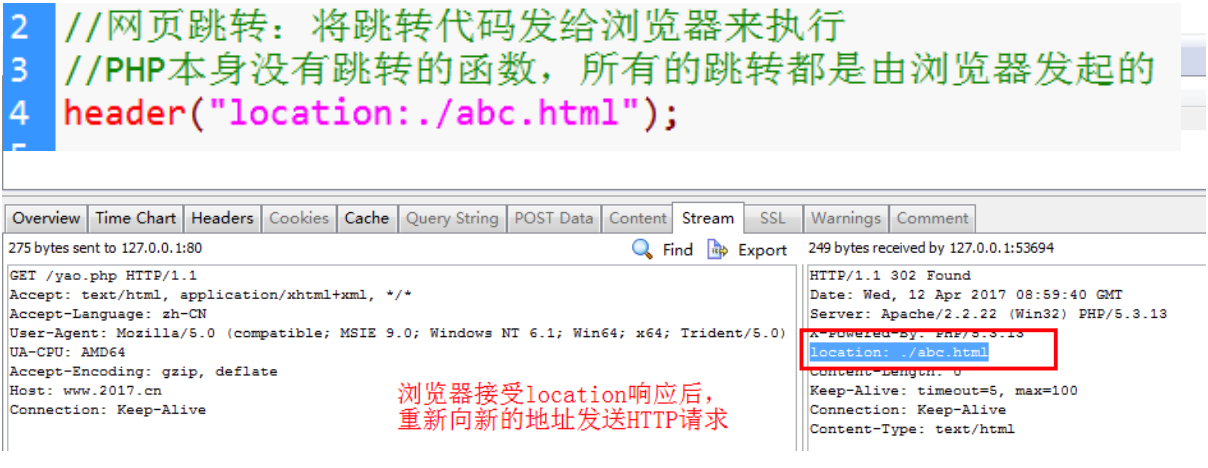 2 //网页跳转：将跳转代码发给浏览器来执行
3 //PHP本身没有跳转的函数，所有的跳转都是由浏览器发起的
4 header("location:./abc.html");
Overview Time Chart Headers Cookies Cache Query String POST Data Content Stream SSL Warnings Comment
275 bytes sent to 127.0.0.1:80 Find Export 249 bytes received by 127.0.0.1:53694
GET /yao.php HTTP/1.1
Accept: text/html, application/xhtml+xml, */*
Accept-Language: zh-CN
User-Agent: Mozilla/5.0 (compatible; MSIE 9.0; Windows NT 6.1; Win64; x64; Trident/5.0)
UA-CPU: AMD64
Accept-Encoding: gzip, deflate
Host: www.2017.cn
Connection: Keep-Alive
浏览器接受location响应后，
重新向新的地址发送HTTP请求
HTTP/1.1 302 Found
Date: Wed, 12 Apr 2017 08:59:40 GMT
Server: Apache/2.2.22 (Win32) PHP/5.3.13
X-Powered-By: PHP/5.3.13
location: ./abc.html
Content-Length: 0
Keep-Alive: timeout=5, max=100
Connection: Keep-Alive
Content-Type: text/html